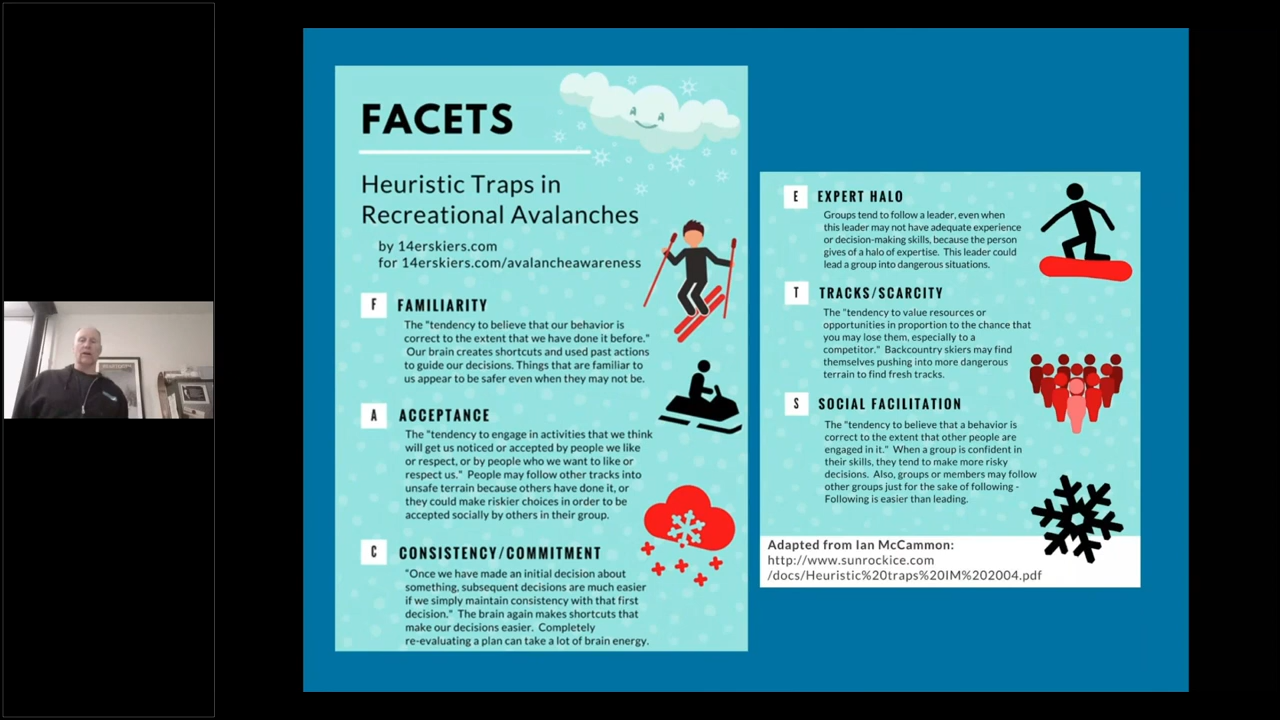 FACETS
Heuristic Traps in
Recreational Avalanches
by 14erskiers.com
for 14erskiers.com/avalancheawareness
F FAMILIARITY
The "tendency to believe that our behavior is
correct to the extent that we have done it before."
Our brain creates shortcuts and used past actions
to guide our decisions. Things that are familiar to
us appear to be safer even when they may not be.
A ACCEPTANCE
The "tendency to engage in activities that we think
will get us noticed or accepted by people we like
or respect, or by people who we want to like or
respect us." People may follow other tracks into
unsafe terrain because others have done it, or
they could make riskier choices in order to be
accepted socially by others in their group.
C CONSISTENCY/COMMITMENT
"Once we have made an initial decision about
something, subsequent decisions are much easier
if we simply maintain consistency with that first
decision." The brain again makes shortcuts that
make our decisions easier. Completely
re-evaluating a plan can take a lot of brain energy.
E EXPERT HALO
Groups tend to follow a leader, even when
this leader may not have adequate experience
or decision-making skills, because the person
gives of a halo of expertise. This leader could
lead a group into dangerous situations.
T TRACKS/SCARCITY
The "tendency to value resources or
opportunities in proportion to the chance that
you may lose them, especially to a
competitor." Backcountry skiers may find
themselves pushing into more dangerous
terrain to find fresh tracks.
S SOCIAL FACILITATION
The "tendency to believe that a behavior is
correct to the extent that other people are
engaged in it." When a group is confident in
their skills, they tend to make more risky
decisions. Also, groups or members may follow
other groups just for the sake of following -
Following is easier than leading.
Adapted from Ian McCammon:
http://www.sunrockice.com
/docs/Heuristic%20traps%20IM%202004.pdf